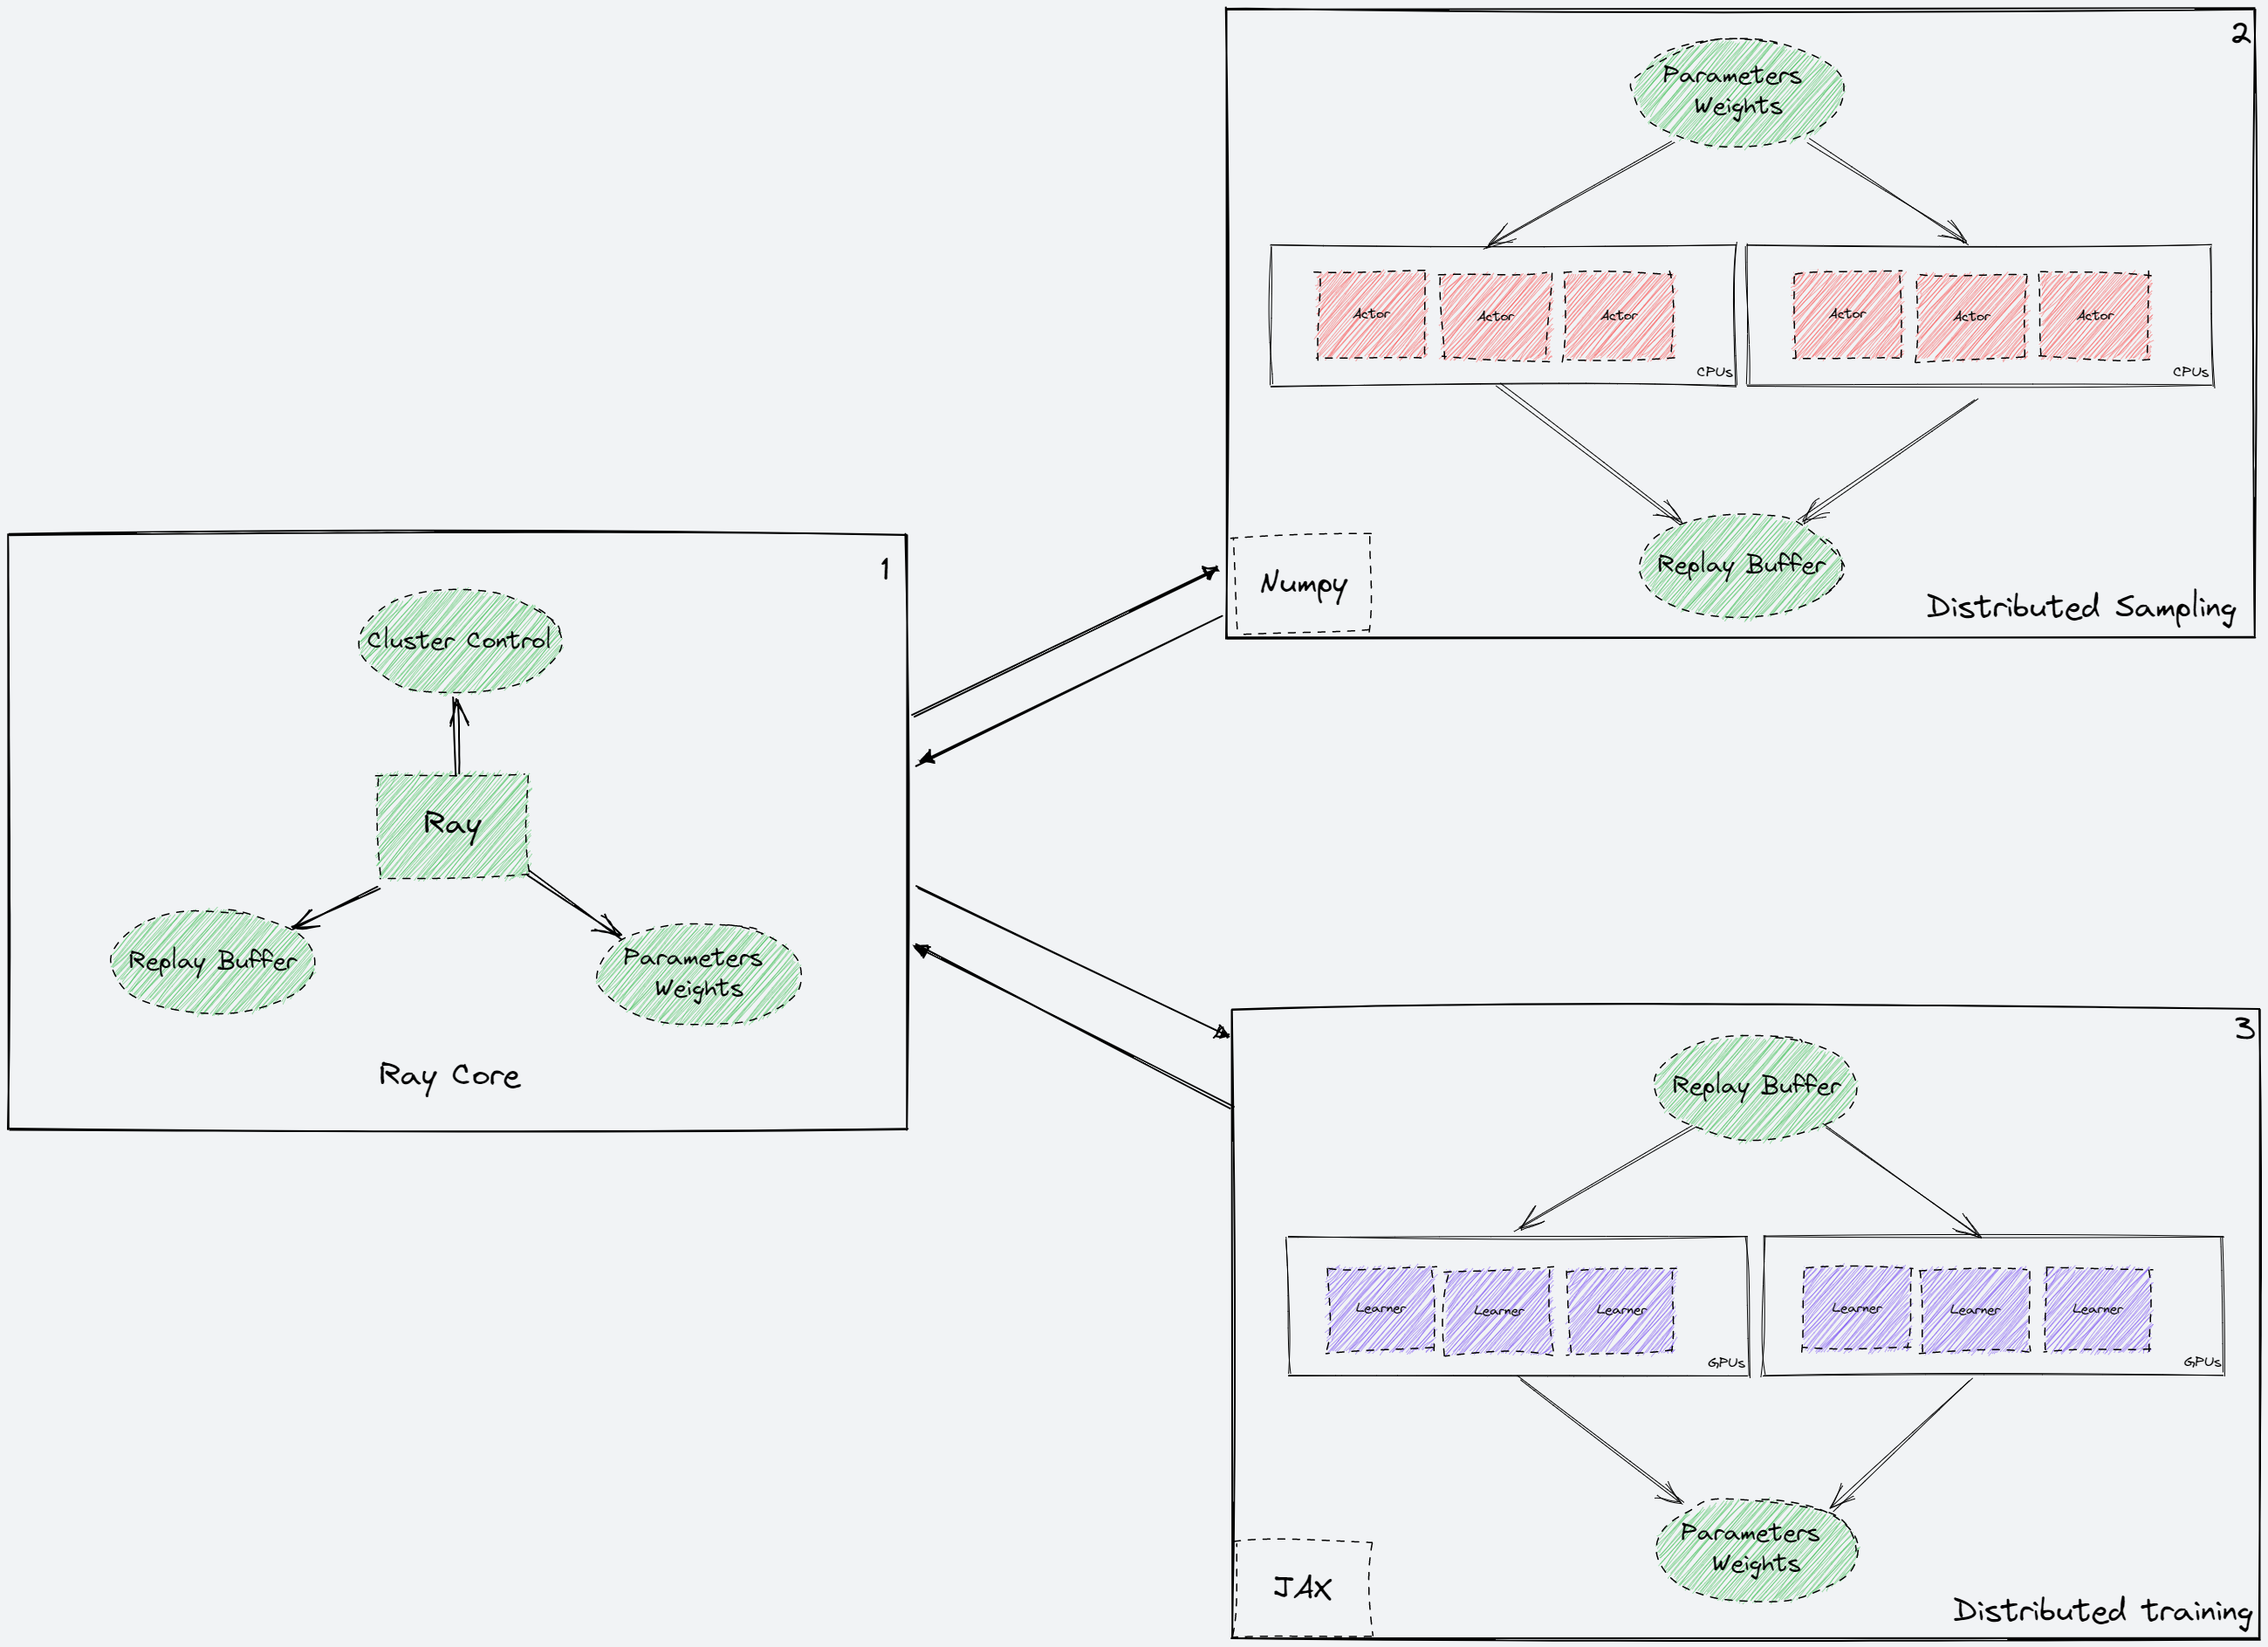 1
Cluster Control
Ray
Replay Buffer
Parameters
Weights
Ray Core
2
Parameters
Weights
Actor
Actor
Actor
CPUs
Actor
Actor
Actor
CPUs
Replay Buffer
Numpy
Distributed Sampling
3
Replay Buffer
Learner
Learner
Learner
GPUs
Learner
Learner
Learner
GPUs
Parameters
Weights
JAX
Distributed training